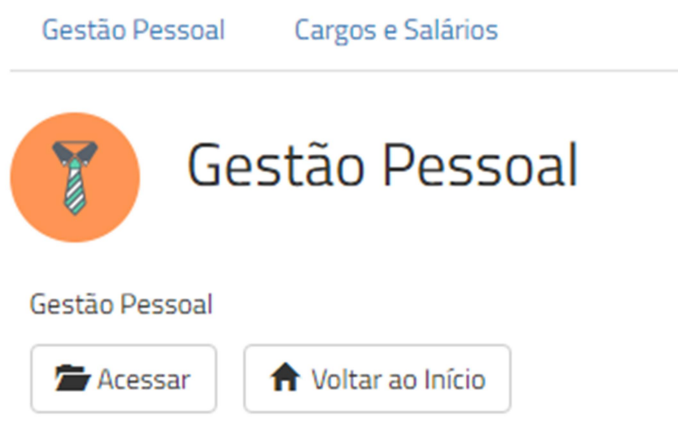 Gestão Pessoal Cargos e Salários
Gestão Pessoal
Gestão Pessoal
Acessar Voltar ao Início